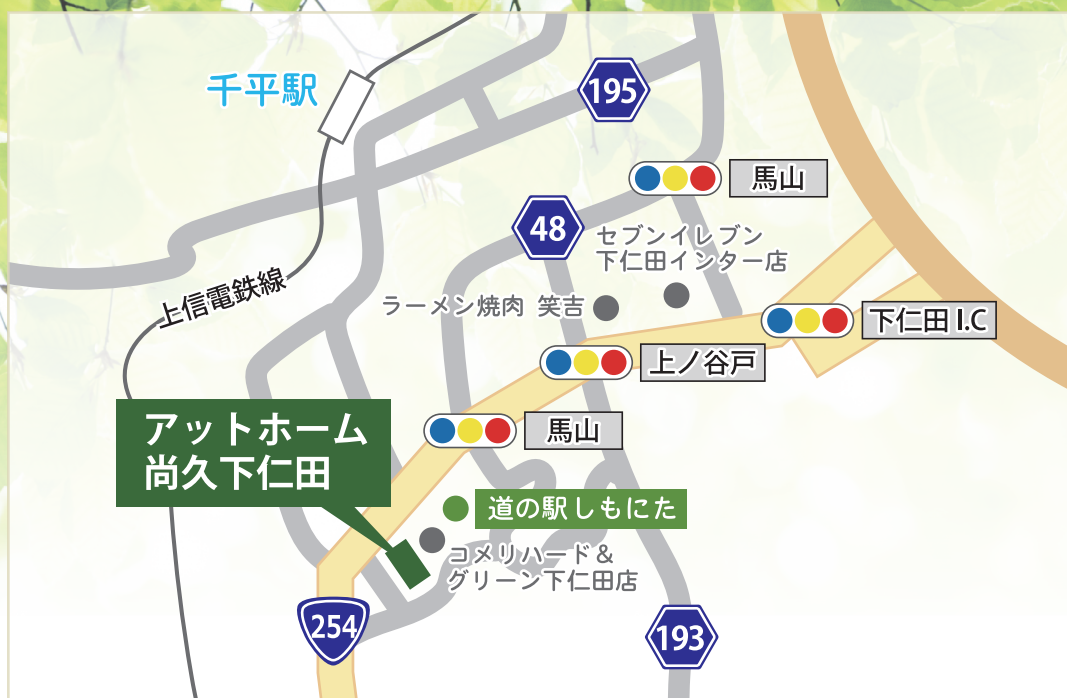 千平駅
195
馬山
48
セブンイレブン
下仁田インター店
上信電鉄線
ラーメン焼肉 笑吉
下仁田 I.C
上ノ谷戸
アットホーム
尚久下仁田
馬山
道の駅しもにた
コメリハード&
グリーン下仁田店
254
193